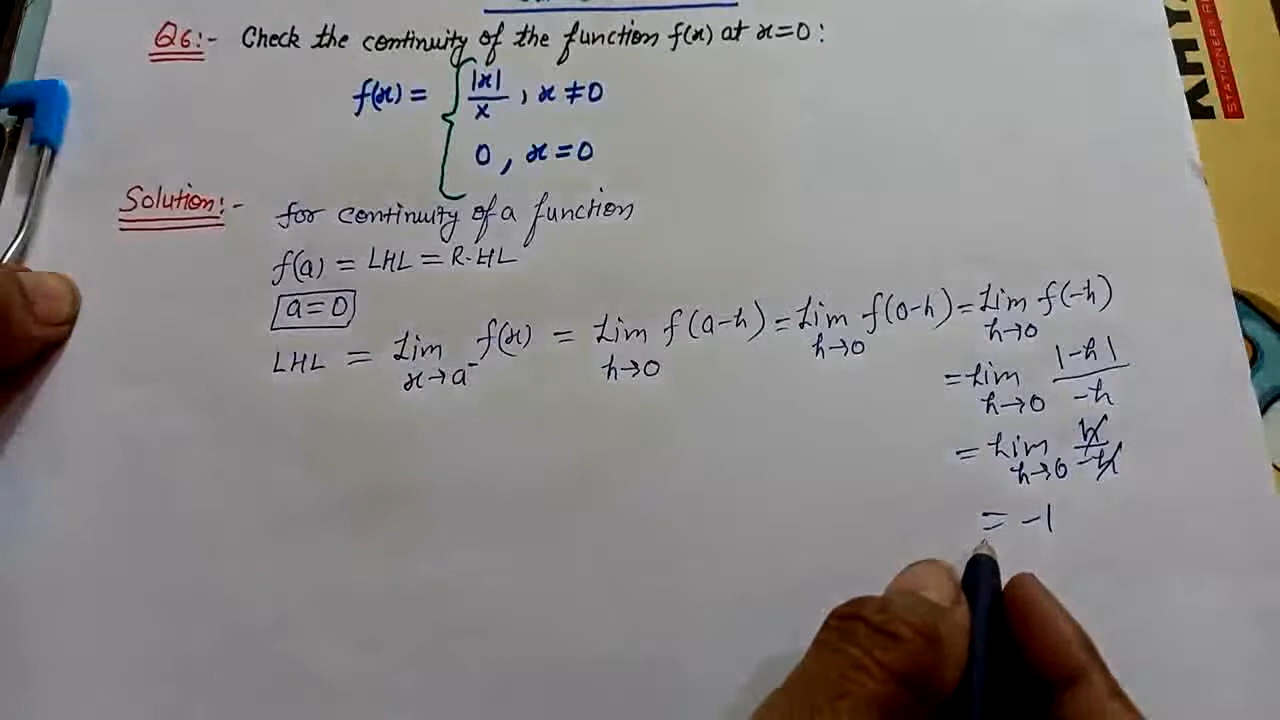 Q6:- Check the continuity of the function f(x) at x=0:
f(x) = { |x|/x , x ≠ 0
0 , x = 0
Solution:- for continuity of a function
f(a) = LHL = R-HL
a = 0
LHL = Lim x→a⁻ f(x) = Lim h→0 f(a-h) = Lim h→0 f(0-h) = Lim h→0 f(-h)
= Lim h→0 |-h|/-h
= Lim h→0 h/-h
= -1
STATIONERY